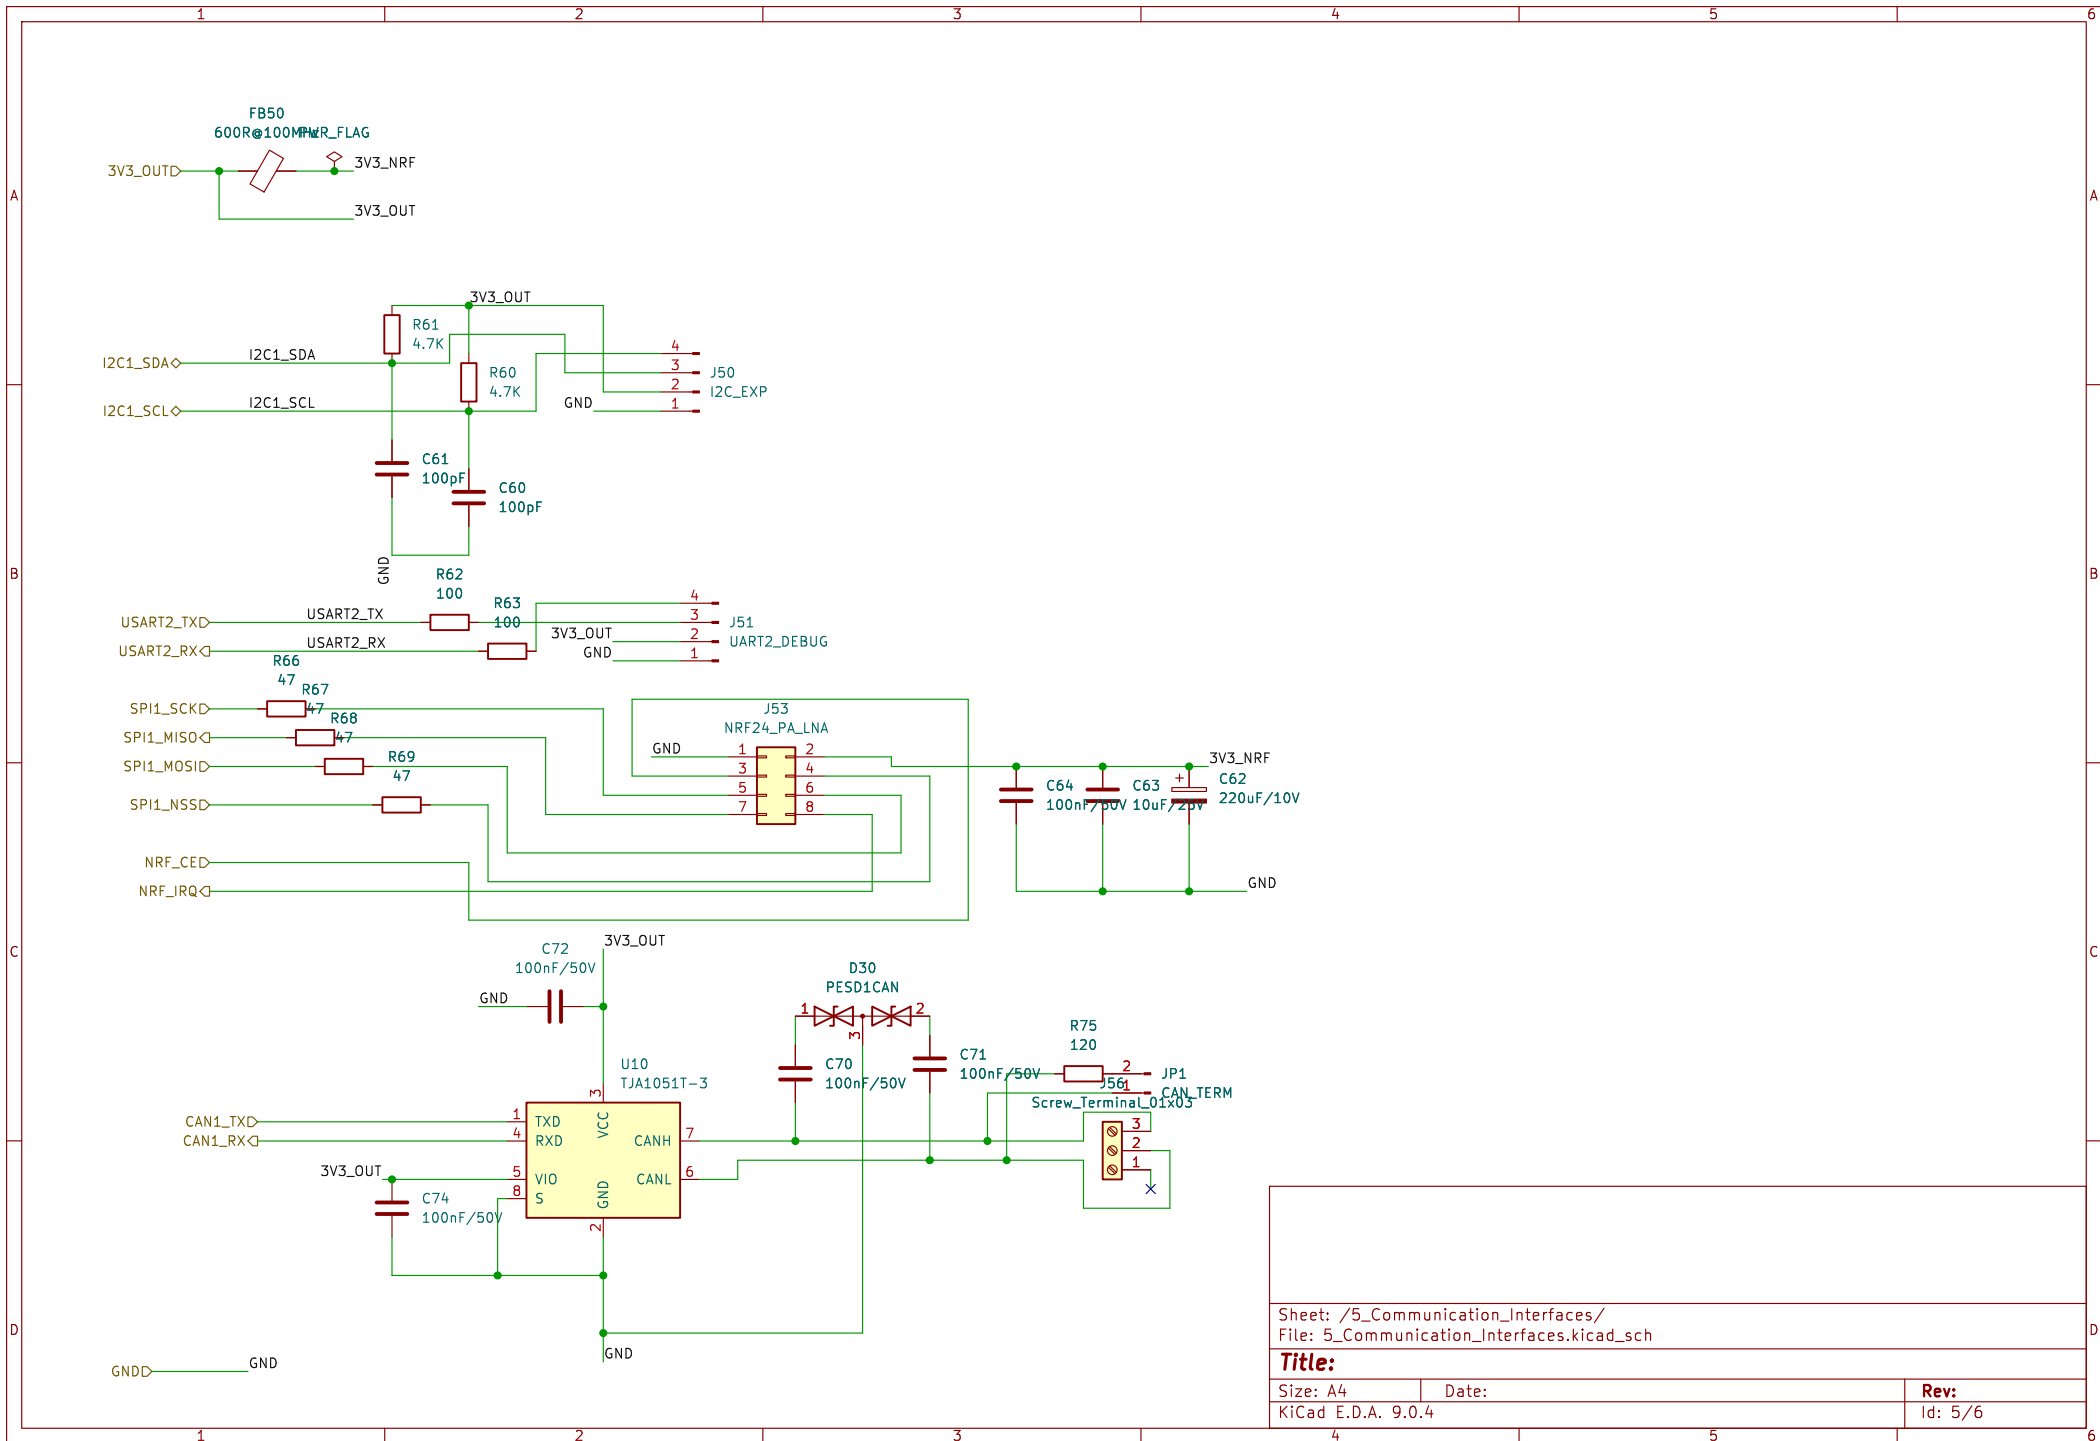 1 2 3 4 5 6
FB50
600R@100MHz
PWR_FLAG
3V3_OUT
3V3_NRF
A A
3V3_OUT
3V3_OUT
R61
4.7K
I2C1_SDA
I2C1_SDA
4
R60
4.7K
3
J50
2
I2C_EXP
I2C1_SCL
I2C1_SCL
GND
1
C61
100pF
C60
100pF
GND
B B
R62
100
R63
100
USART2_TX
USART2_TX
4
3
J51
3V3_OUT
2
UART2_DEBUG
USART2_RX
USART2_RX
GND
1
R66
47
R67
47
SPI1_SCK
R68
47
SPI1_MISO
SPI1_MOSI
R69
47
SPI1_NSS
J53
NRF24_PA_LNA
GND
1 2
3 4
5 6
7 8
3V3_NRF
C64
100nF/50V
C63
10uF/25V
+
C62
220uF/10V
NRF_CE
NRF_IRQ
GND
C C
3V3_OUT
C72
100nF/50V
GND
D30
PESD1CAN
1 2
3
C70
100nF/50V
C71
100nF/50V
R75
120
2
JP1
1
CAN_TERM
J56
Screw_Terminal_01x03
3
2
1
U10
TJA1051T-3
3
VCC
CAN1_TX
1 TXD
CAN1_RX
4 RXD
CANH 7
3V3_OUT
5 VIO
CANL 6
8 S
GND
2
C74
100nF/50V
GND
GND
GND
D D
Sheet: /5_Communication_Interfaces/
File: 5_Communication_Interfaces.kicad_sch
Title:
Size: A4
Date:
Rev:
KiCad E.D.A. 9.0.4
Id: 5/6
1 2 3 4 5 6